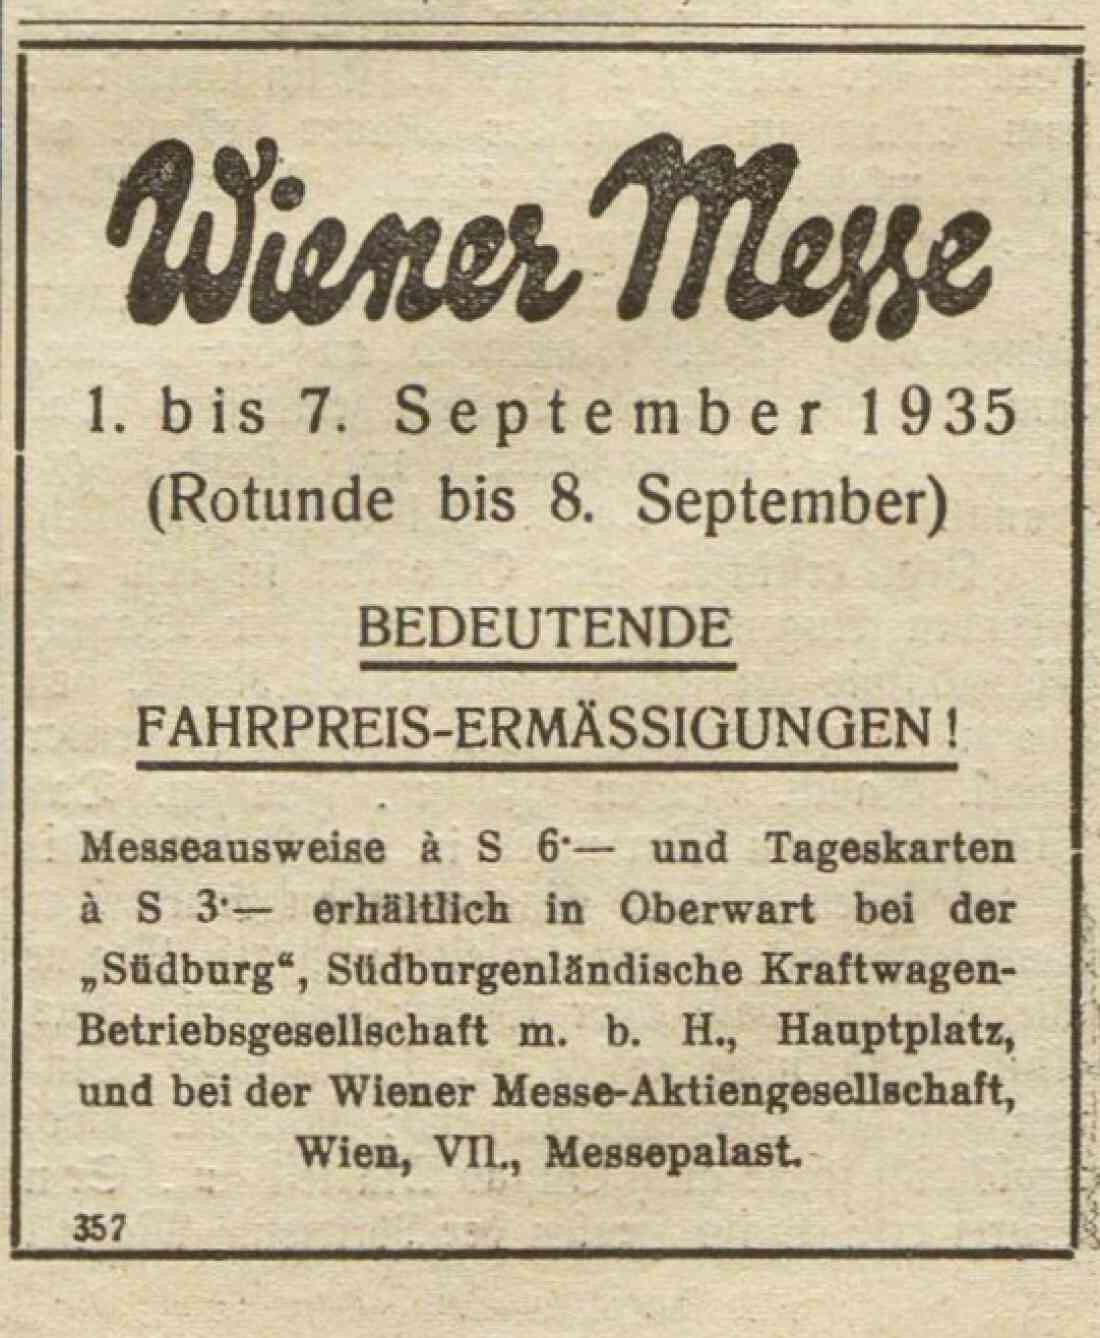 Wiener Messe
1. bis 7. September 1935
(Rotunde bis 8. September)
BEDEUTENDE
FAHRPREIS-ERMÄSSIGUNGEN!
Messeausweise à S 6·— und Tageskarten
à S 3·— erhältlich in Oberwart bei der
„Südburg“, Südburgenländische Kraftwagen-
Betriebsgesellschaft m. b. H., Hauptplatz,
und bei der Wiener Messe-Aktiengesellschaft,
Wien, VII., Messepalast.
357